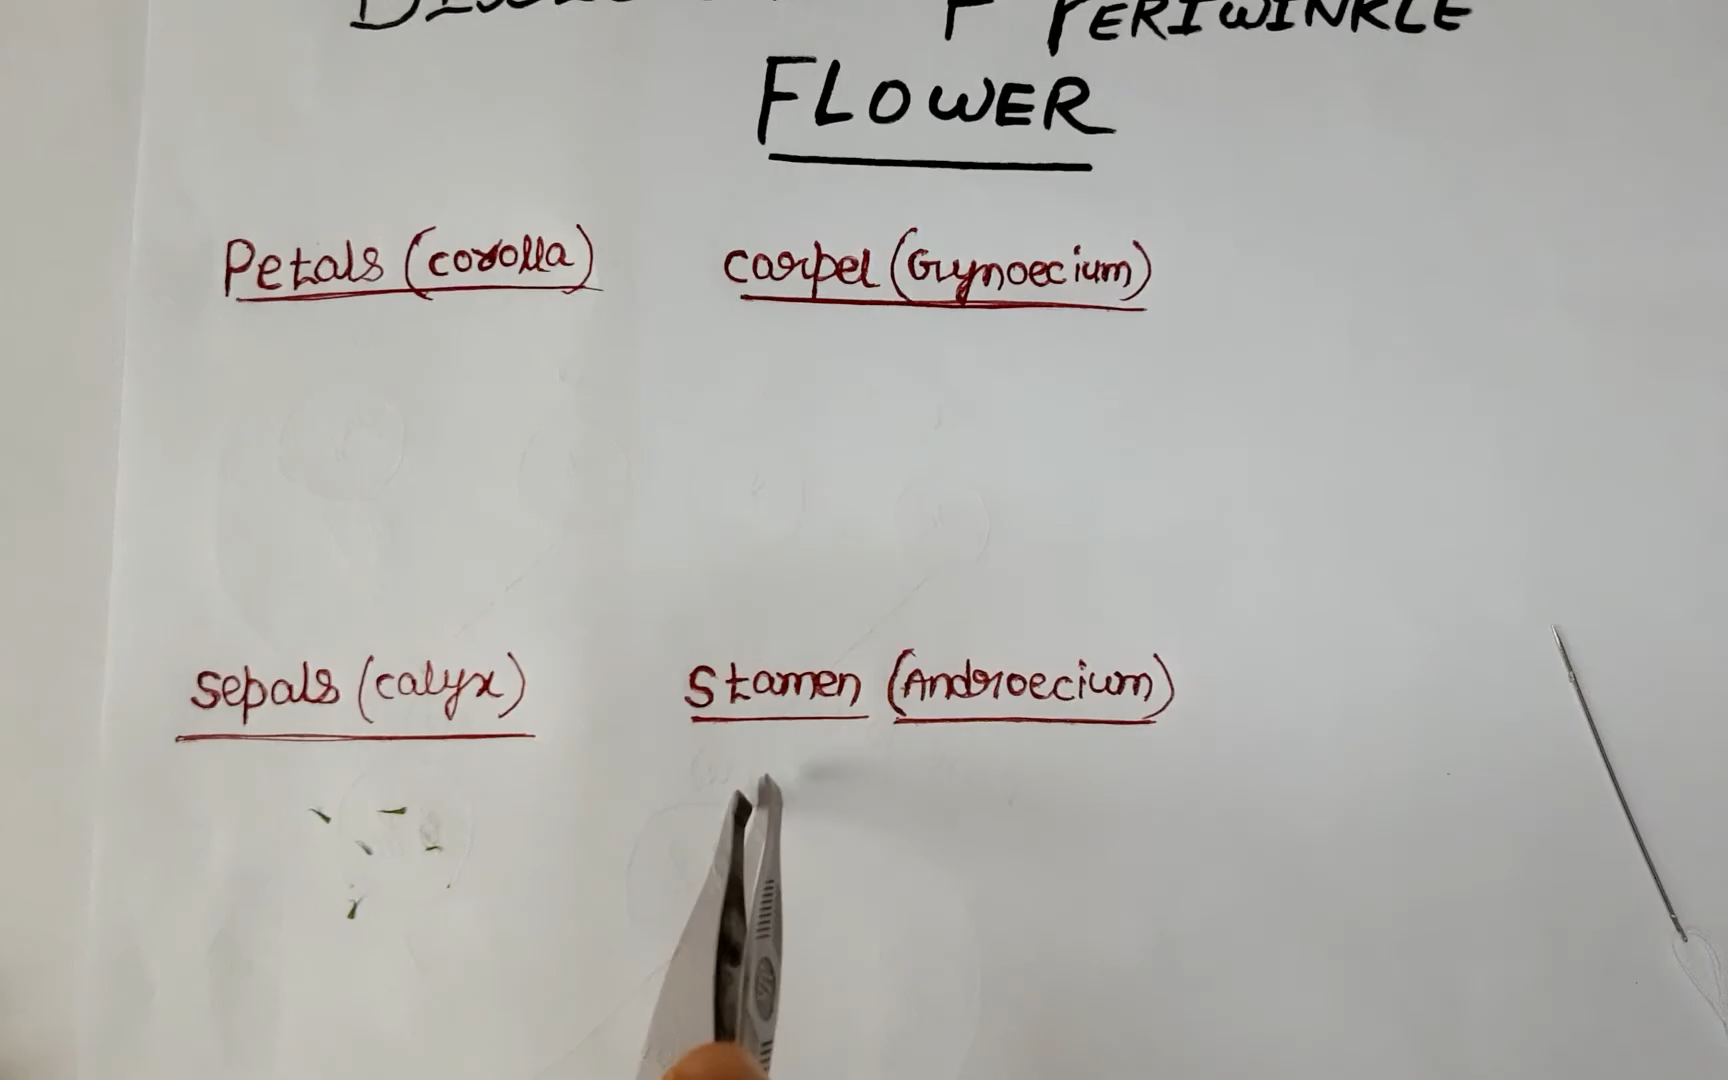 PERIWINKLE
FLOWER
Petals (corolla)
carpel (Gynoecium)
Sepals (calyx)
Stamen (Androecium)